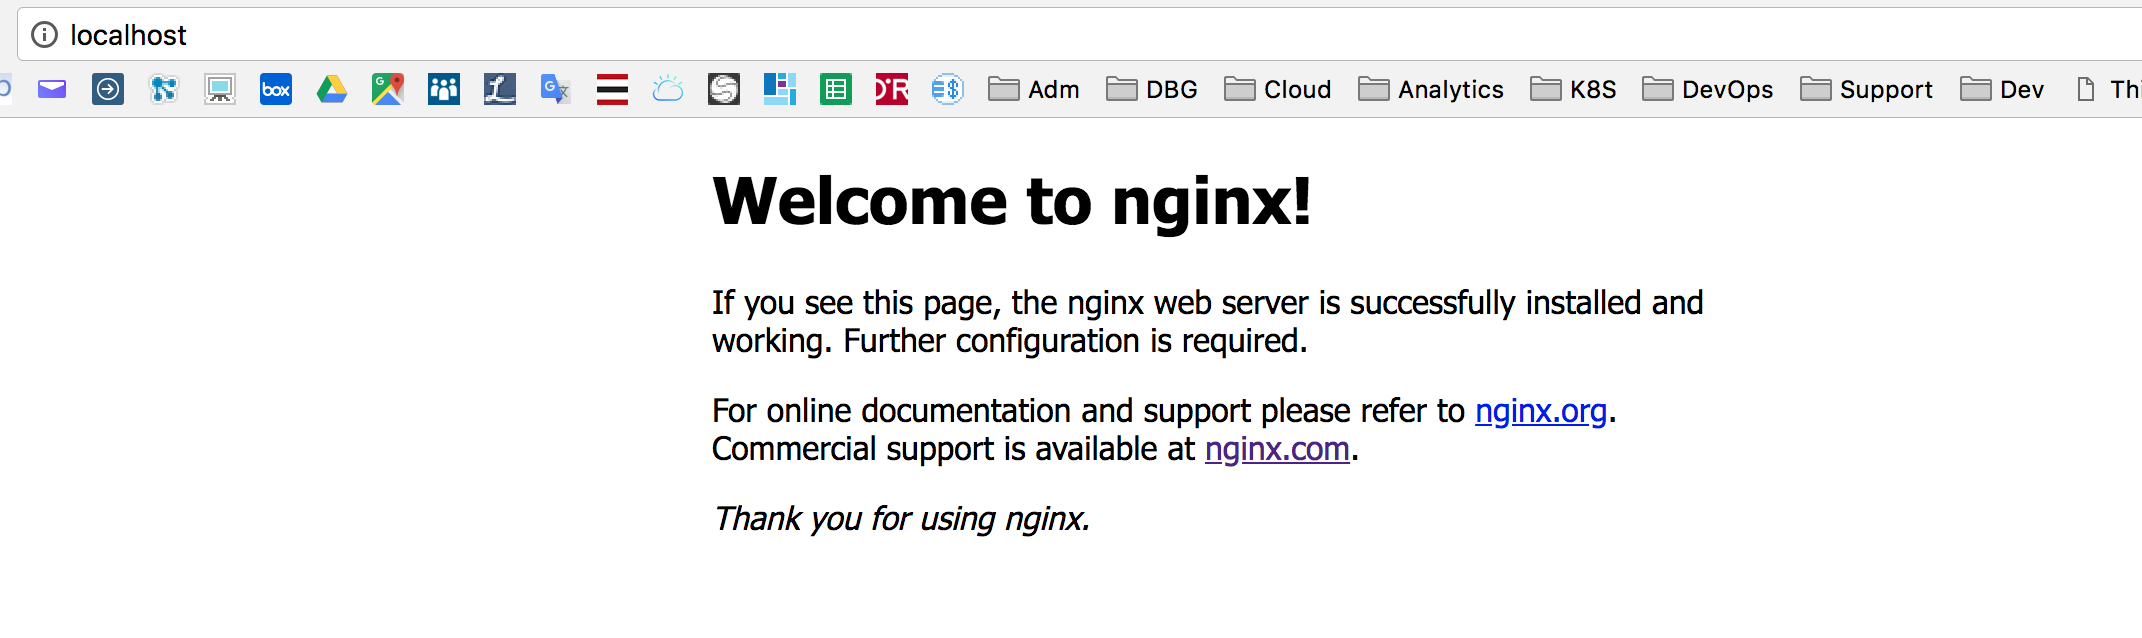 localhost
box Adm DBG Cloud Analytics K8S DevOps Support Dev
Welcome to nginx!
If you see this page, the nginx web server is successfully installed and
working. Further configuration is required.
For online documentation and support please refer to nginx.org.
Commercial support is available at nginx.com.
Thank you for using nginx.